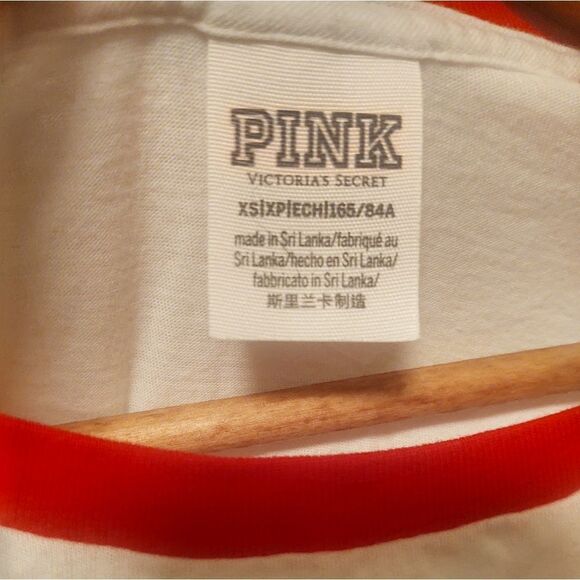 PINK
VICTORIA'S SECRET
XS|XP|ECH|165/84A
made in Sri Lanka/fabriqué au
Sri Lanka/hecho en Sri Lanka/
fabbricato in Sri Lanka/
斯里兰卡制造